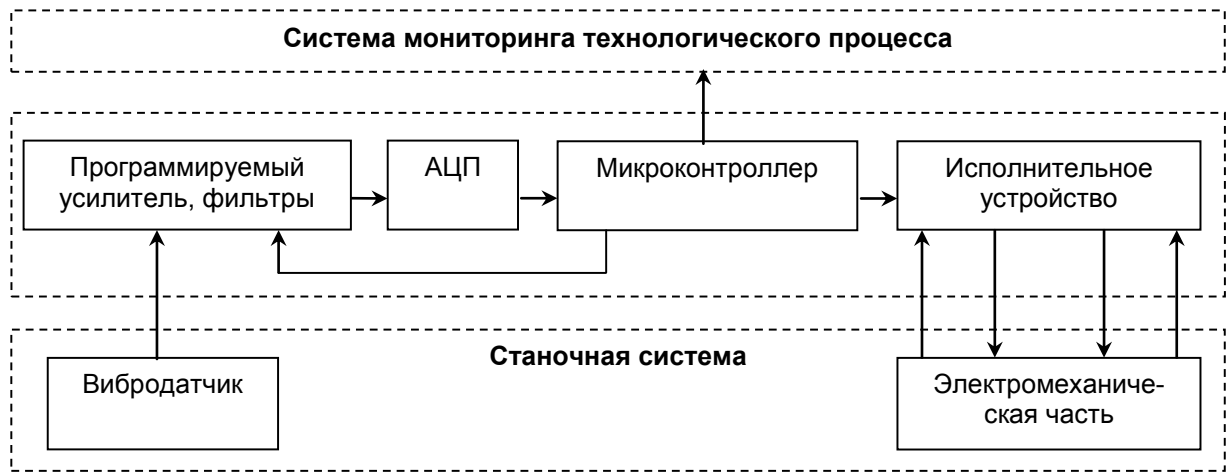 Система мониторинга технологического процесса
Программируемый
усилитель, фильтры
АЦП
Микроконтроллер
Исполнительное
устройство
Станочная система
Вибродатчик
Электромеханиче-
ская часть